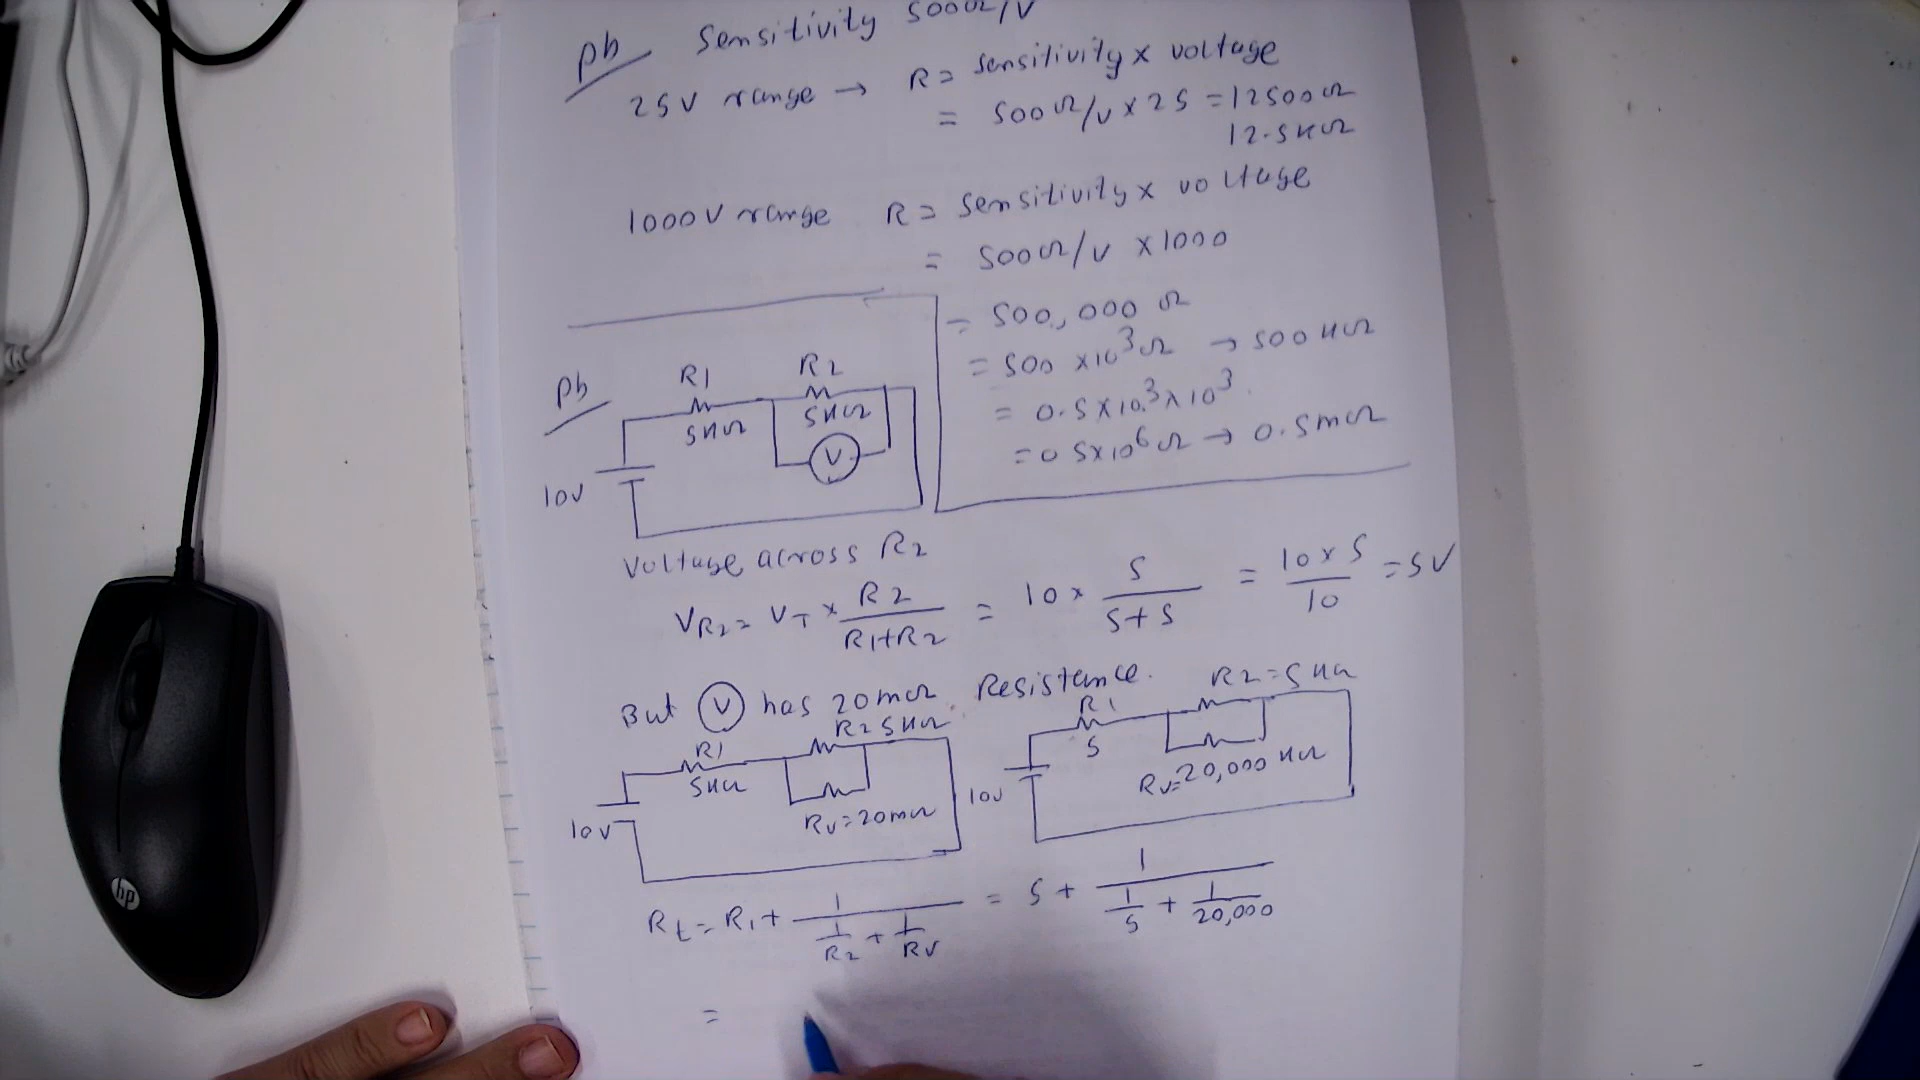 pb Sensitivity 500Ω/V
25V range → R = sensitivity x voltage
= 500Ω/V x 25 = 12500Ω
12.5KΩ
1000V range R = sensitivity x voltage
= 500Ω/V x 1000
= 500,000 Ω
= 500 x10³Ω → 500KΩ
= 0.5x10³x10³
= 0.5x10⁶Ω → 0.5mΩ
pb
R1 R2
5KΩ 5KΩ
V
10V
Voltage across R2
VR2 = VT x R2/(R1+R2) = 10 x 5/(5+5) = (10x5)/10 = 5V
But V has 20mΩ Resistance.
R1 R2 5KΩ
5KΩ
Rv=20mΩ
10V
R2=5KΩ
R1
5
Rv=20,000 KΩ
10V
Rt = R1 + 1/(1/R2 + 1/RV) = 5 + 1/(1/5 + 1/20,000)
=
hp